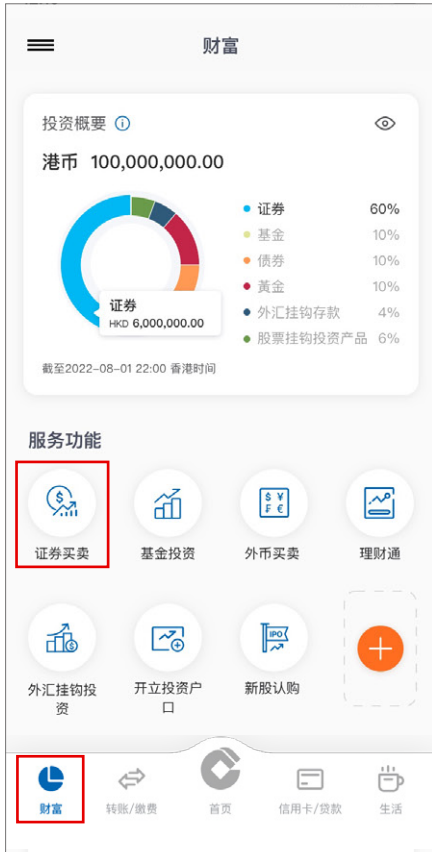 财富
投资概要
港币 100,000,000.00
证券 60%
基金 10%
债券 10%
黃金 10%
外汇挂钩存款 4%
股票挂钩投资产品 6%
证券
HKD 6,000,000.00
截至2022-08-01 22:00 香港时间
服务功能
$
$ ¥
₣ €
证券买卖 基金投资 外币买卖 理财通
$
IPO
外汇挂钩投 开立投资户 新股认购
资 口
财富 转账/缴费 首页 信用卡/贷款 生活